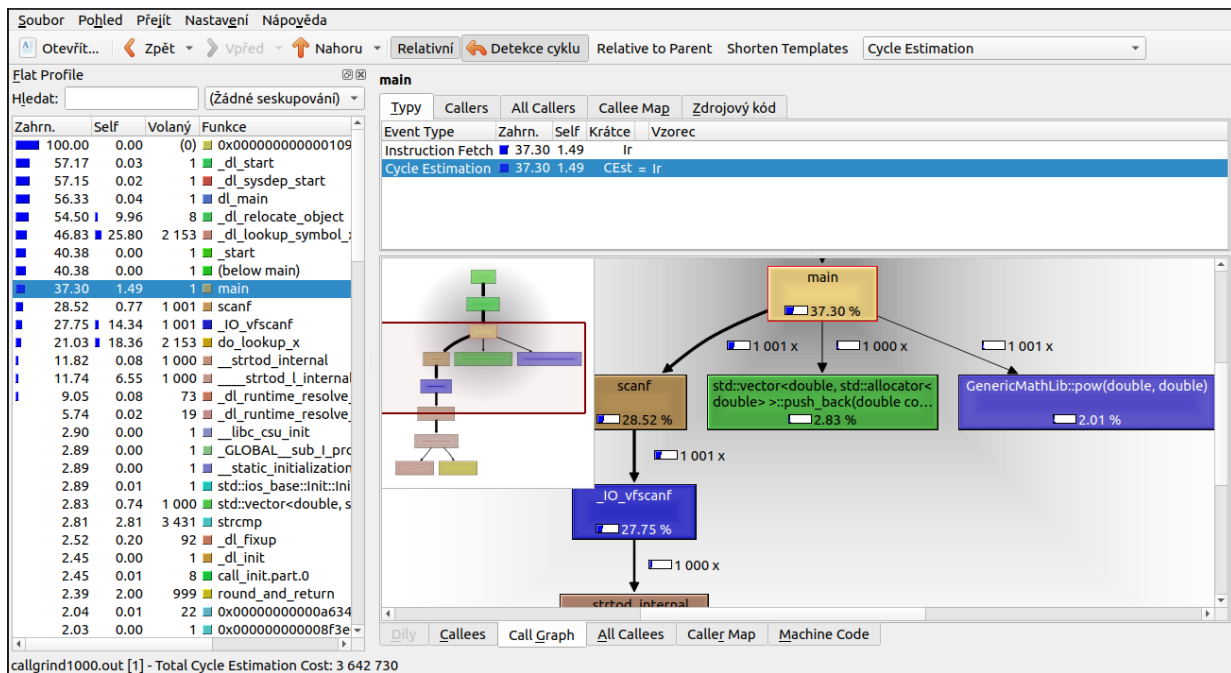 Soubor Pohled Přejít Nastavení Nápověda
Otevřít... Zpět Vpřed Nahoru Relativní Detekce cyklu Relative to Parent Shorten Templates Cycle Estimation
Flat Profile
Hledat: (Žádné seskupování)
Zahrn. Self Volaný Funkce
100.00 0.00 (0) 0x000000000000109
57.17 0.03 1 _dl_start
57.15 0.02 1 _dl_sysdep_start
56.33 0.04 1 dl_main
54.50 9.96 8 _dl_relocate_object
46.83 25.80 2 153 _dl_lookup_symbol_x
40.38 0.00 1 _start
40.38 0.00 1 (below main)
37.30 1.49 1 main
28.52 0.77 1 001 scanf
27.75 14.34 1 001 _IO_vfscanf
21.03 18.36 2 153 do_lookup_x
11.82 0.08 1 000 __strtod_internal
11.74 6.55 1 000 ____strtod_l_internal
9.05 0.08 73 _dl_runtime_resolve_
5.74 0.02 19 _dl_runtime_resolve_
2.90 0.00 1 __libc_csu_init
2.89 0.00 1 _GLOBAL__sub_I_pro
2.89 0.00 1 __static_initialization
2.89 0.01 1 std::ios_base::Init::Ini
2.83 0.74 1 000 std::vector<double, s
2.81 2.81 3 431 strcmp
2.52 0.20 92 _dl_fixup
2.45 0.00 1 _dl_init
2.45 0.01 8 call_init.part.0
2.39 2.00 999 round_and_return
2.04 0.01 22 0x00000000000a634
2.03 0.00 1 0x000000000008f3e
main
Typy Callers All Callers Callee Map Zdrojový kód
Event Type Zahrn. Self Krátce Vzorec
Instruction Fetch 37.30 1.49 Ir
Cycle Estimation 37.30 1.49 CEst = Ir
main
37.30 %
1 001 x 1 000 x 1 001 x
scanf
28.52 %
std::vector<double, std::allocator<
double> >::push_back(double co...
2.83 %
GenericMathLib::pow(double, double)
2.01 %
1 001 x
_IO_vfscanf
27.75 %
1 000 x
strtod_internal
Díly Callees Call Graph All Callees Caller Map Machine Code
callgrind1000.out [1] - Total Cycle Estimation Cost: 3 642 730